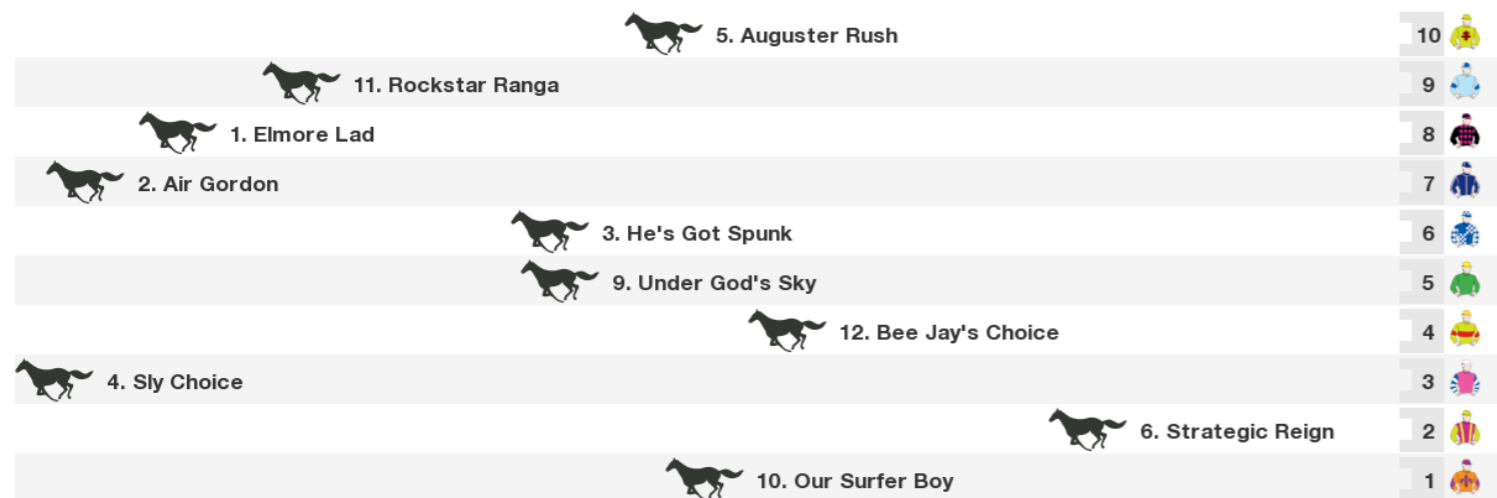 5. Auguster Rush 10
11. Rockstar Ranga 9
1. Elmore Lad 8
2. Air Gordon 7
3. He's Got Spunk 6
9. Under God's Sky 5
12. Bee Jay's Choice 4
4. Sly Choice 3
6. Strategic Reign 2
10. Our Surfer Boy 1